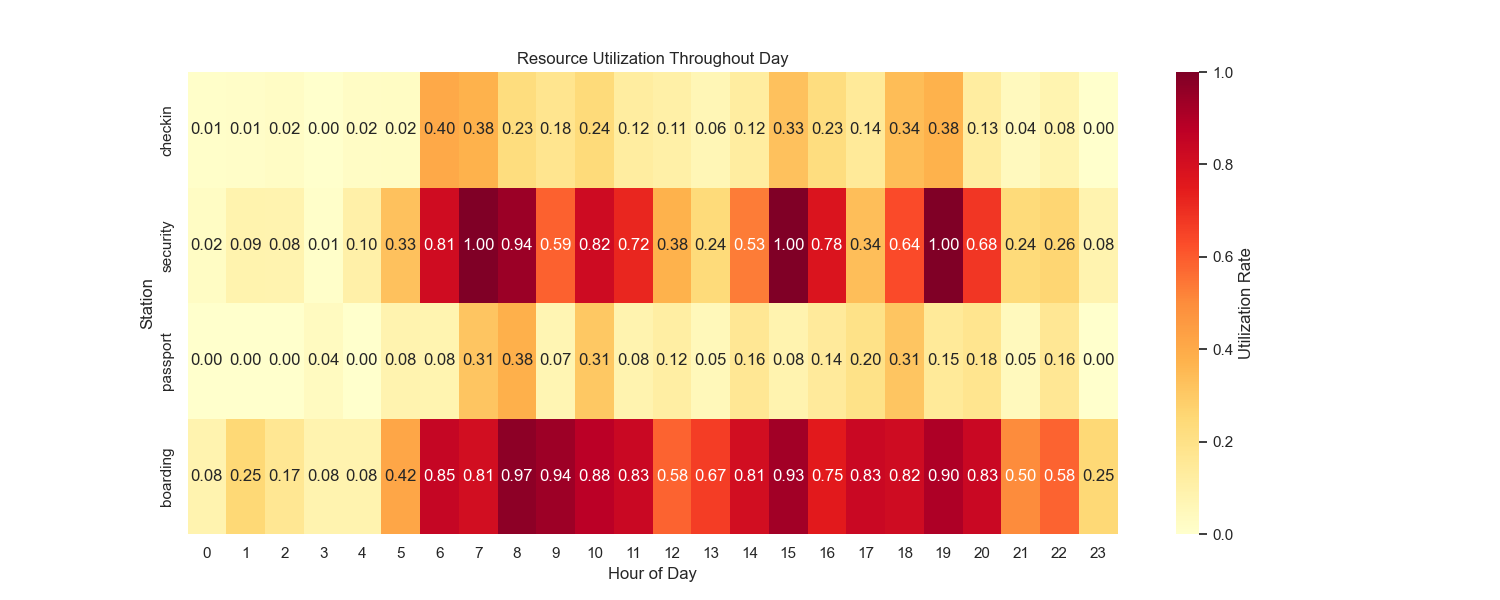 Resource Utilization Throughout Day
checkin
0.01 0.01 0.02 0.00 0.02 0.02 0.40 0.38 0.23 0.18 0.24 0.12 0.11 0.06 0.12 0.33 0.23 0.14 0.34 0.38 0.13 0.04 0.08 0.00
security
0.02 0.09 0.08 0.01 0.10 0.33 0.81 1.00 0.94 0.59 0.82 0.72 0.38 0.24 0.53 1.00 0.78 0.34 0.64 1.00 0.68 0.24 0.26 0.08
passport
0.00 0.00 0.00 0.04 0.00 0.08 0.08 0.31 0.38 0.07 0.31 0.08 0.12 0.05 0.16 0.08 0.14 0.20 0.31 0.15 0.18 0.05 0.16 0.00
boarding
0.08 0.25 0.17 0.08 0.08 0.42 0.85 0.81 0.97 0.94 0.88 0.83 0.58 0.67 0.81 0.93 0.75 0.83 0.82 0.90 0.83 0.50 0.58 0.25
Station
0 1 2 3 4 5 6 7 8 9 10 11 12 13 14 15 16 17 18 19 20 21 22 23
Hour of Day
1.0
0.8
0.6
0.4
0.2
0.0
Utilization Rate